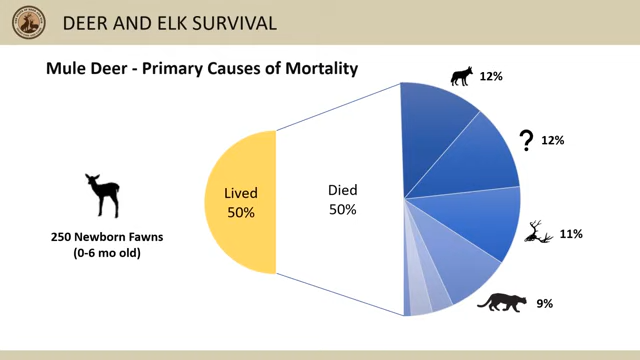 DEER AND ELK SURVIVAL
Mule Deer - Primary Causes of Mortality
12%
?
12%
Lived
50%
Died
50%
250 Newborn Fawns
(0-6 mo old)
11%
9%